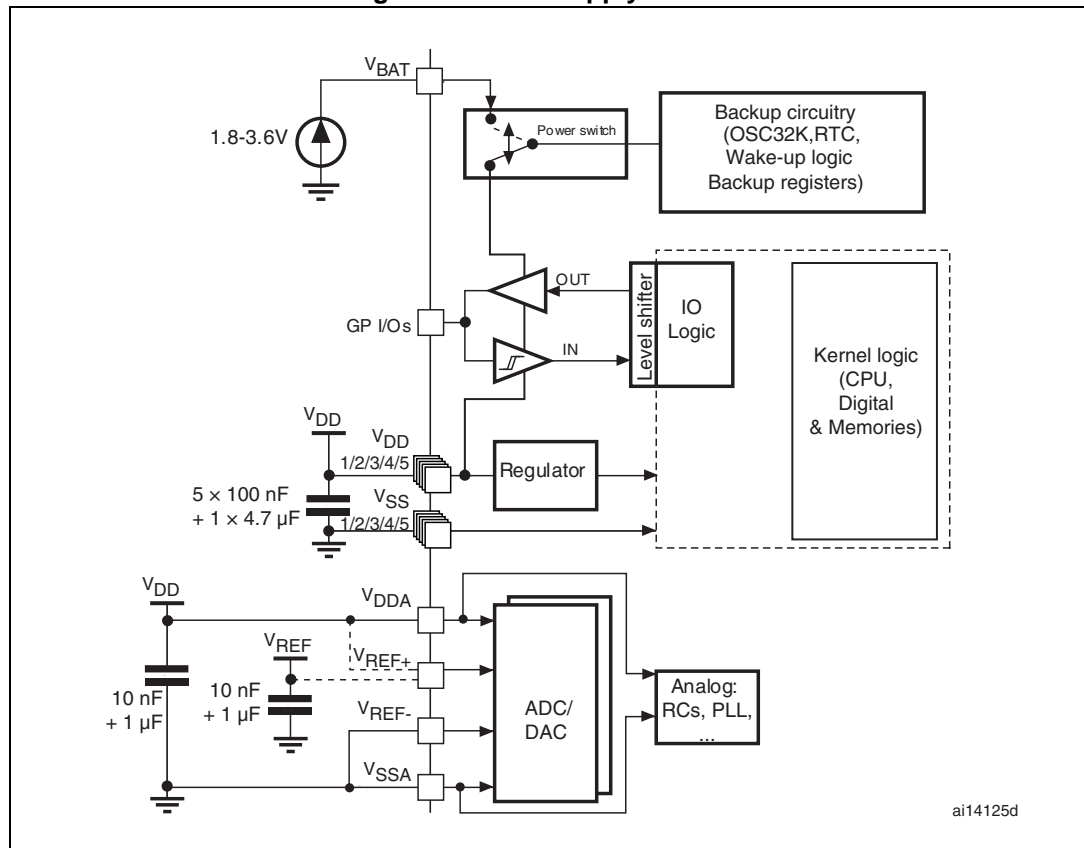 VBAT
1.8-3.6V
Power switch
Backup circuitry
(OSC32K,RTC,
Wake-up logic
Backup registers)
OUT
GP I/Os
IN
Level shifter
IO
Logic
Kernel logic
(CPU,
Digital
& Memories)
VDD
VDD
1/2/3/4/5
Regulator
5 × 100 nF
+ 1 × 4.7 µF
VSS
1/2/3/4/5
VDD
VDDA
VREF
VREF+
10 nF
+ 1 µF
10 nF
+ 1 µF
VREF-
ADC/
DAC
Analog:
RCs, PLL,
...
VSSA
ai14125d